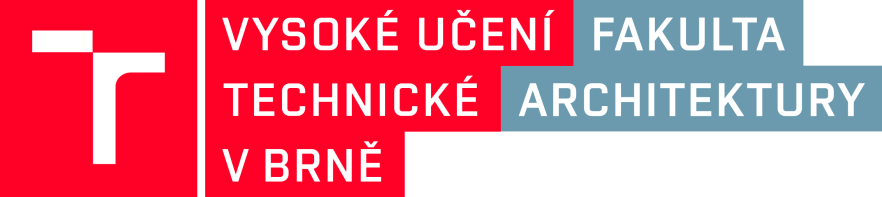 VYSOKÉ UČENÍ FAKULTA
TECHNICKÉ ARCHITEKTURY
V BRNĚ